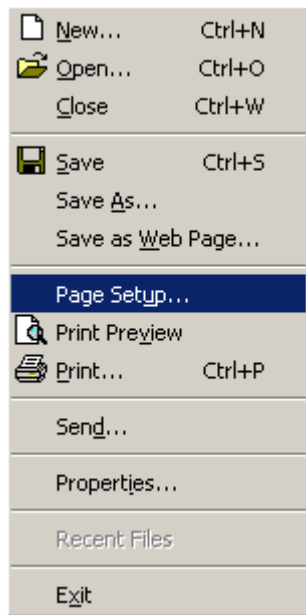 New... Ctrl+N
Open... Ctrl+O
Close Ctrl+W
Save Ctrl+S
Save As...
Save as Web Page...
Page Setup...
Print Preview
Print... Ctrl+P
Send...
Properties...
Recent Files
Exit